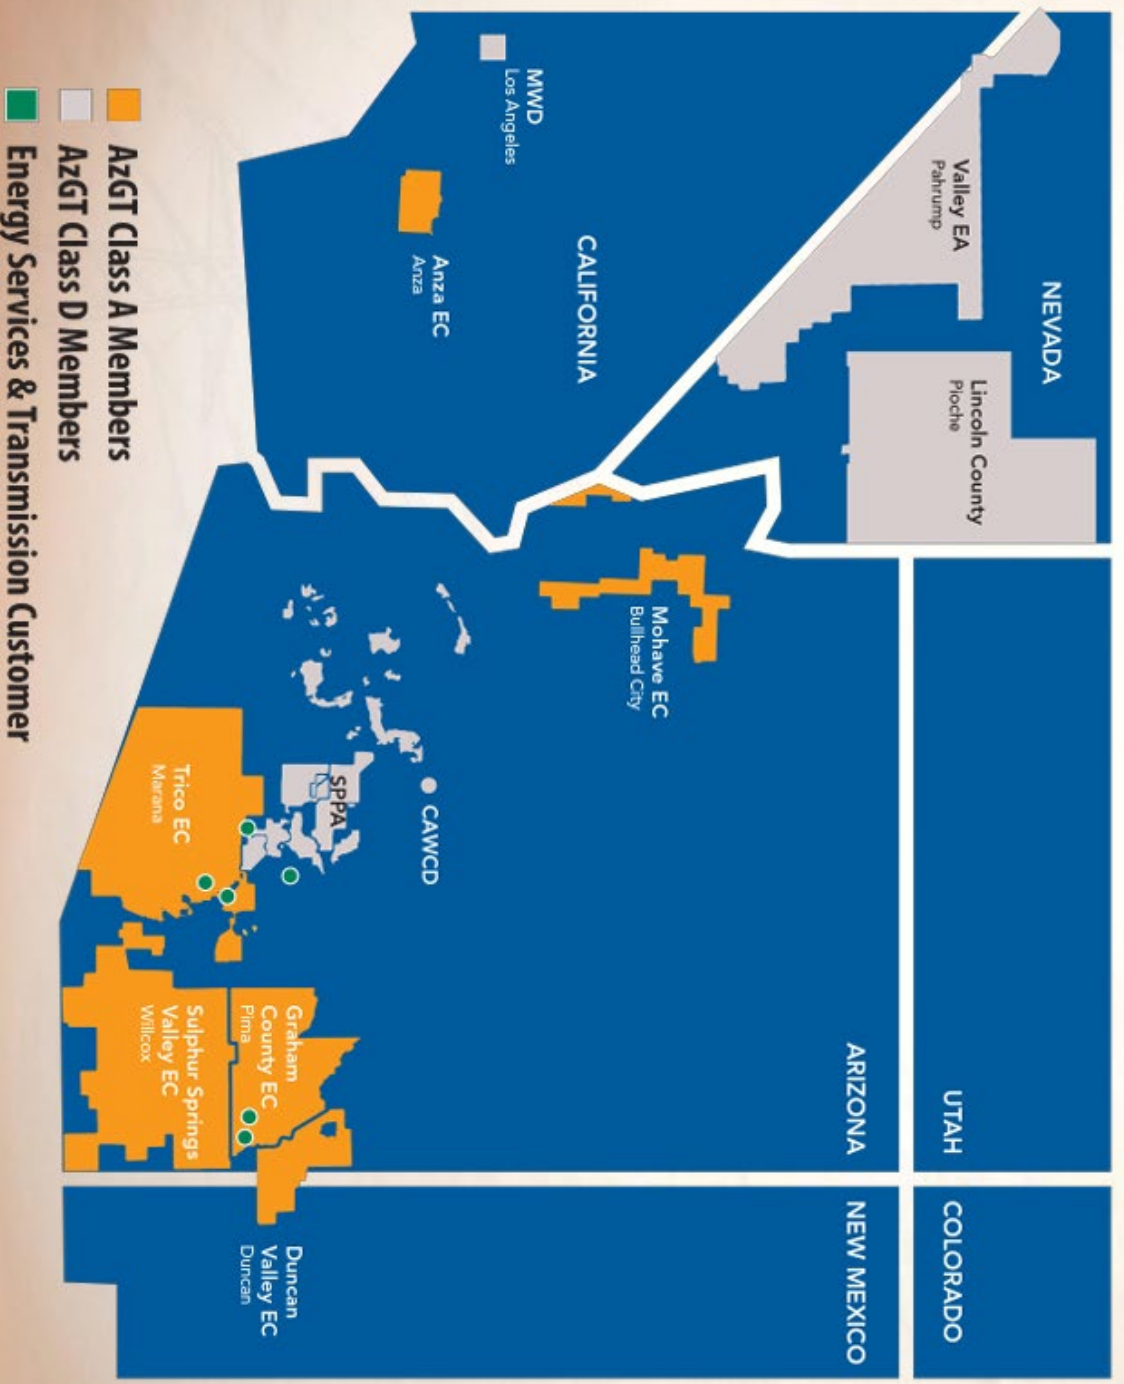 NEVADA
UTAH
COLORADO
Valley EA
Pahrump
Lincoln County
Pioche
ARIZONA
NEW MEXICO
CALIFORNIA
Mohave EC
Bullhead City
MWD
Los Angeles
Anza EC
Anza
CAWCD
SPPA
Graham
County EC
Pima
Duncan
Valley EC
Duncan
Trico EC
Marana
Sulphur Springs
Valley EC
Willcox
AzGT Class A Members
AzGT Class D Members
Energy Services & Transmission Customer